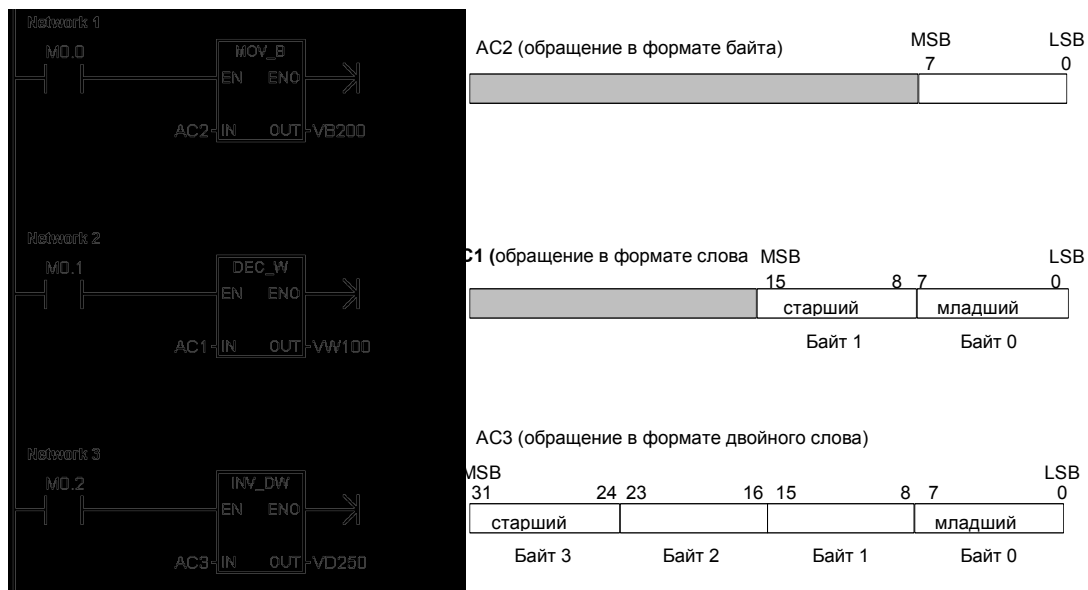 Network 1
M0.0
MOV_B
EN ENO
AC2 IN OUT VB200
AC2 (обращение в формате байта) MSB LSB
7 0
Network 2
M0.1
DEC_W
EN ENO
AC1 IN OUT VW100
C1 (обращение в формате слова MSB LSB
15 8 7 0
старший младший
Байт 1 Байт 0
Network 3
M0.2
INV_DW
EN ENO
AC3 IN OUT VD250
AC3 (обращение в формате двойного слова)
MSB LSB
31 24 23 16 15 8 7 0
старший младший
Байт 3 Байт 2 Байт 1 Байт 0